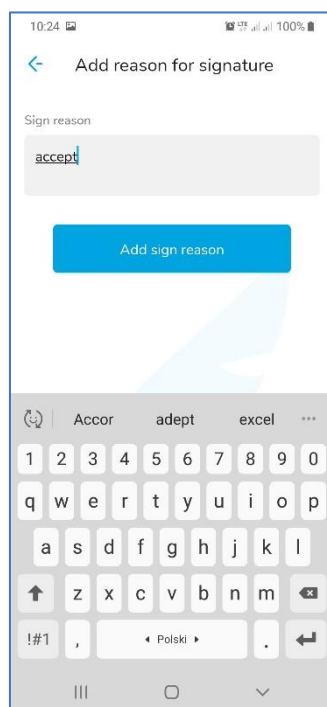 10:24 LTE 100%
Add reason for signature
Sign reason
accept
Add sign reason
Accor adept excel
1 2 3 4 5 6 7 8 9 0
q w e r t y u i o p
a s d f g h j k l
z x c v b n m
!#1 , Polski .